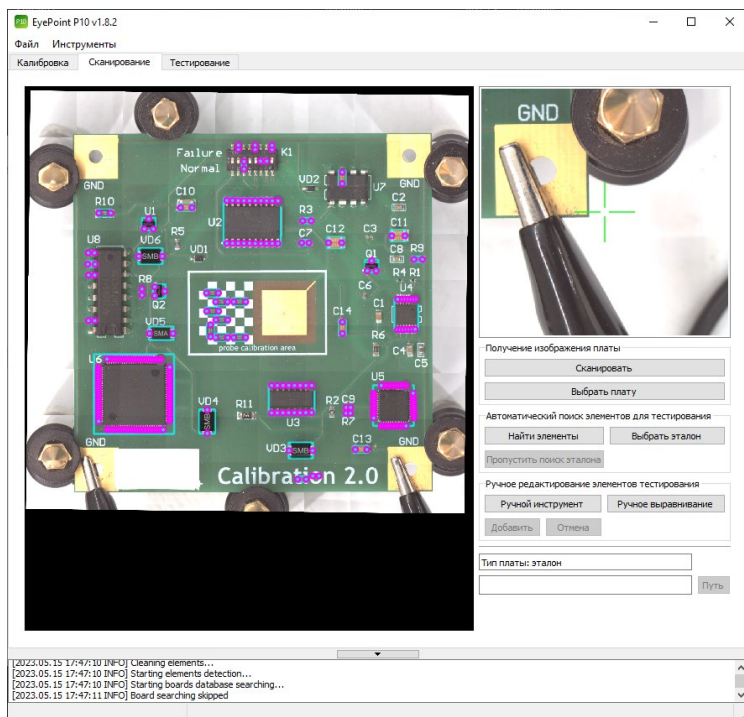 P10 EyePoint P10 v1.8.2
Файл Инструменты
Калибровка Сканирование Тестирование
Failure
Normal
K1
GND
GND
VD2
U7
C10
C2
R10
U1
U2
R3
C11
VD6
R5
C7
C12
C3
U8
VD1
C8
R9
SMB
Q1
R4 R1
R8
C6
U4
Q2
C14
C1
VD5
SMA
R6
probe calibration area
C4
C5
U6
U5
VD4
SMB
R11
U3
R2
C9
R7
VD3
SMB
C13
GND
GND
Calibration 2.0
GND
Получение изображения платы
Сканировать
Выбрать плату
Автоматический поиск элементов для тестирования
Найти элементы Выбрать эталон
Пропустить поиск эталона
Ручное редактирование элементов тестирования
Ручной инструмент Ручное выравнивание
Добавить Отмена
Тип платы: эталон
Путь
[2023.05.15 17:47:10 INFO] Cleaning elements...
[2023.05.15 17:47:10 INFO] Starting elements detection...
[2023.05.15 17:47:10 INFO] Starting boards database searching...
[2023.05.15 17:47:11 INFO] Board searching skipped